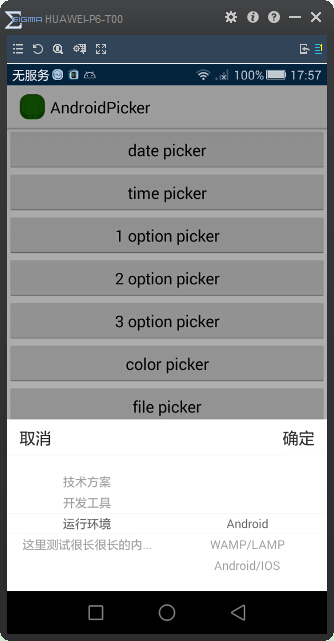 SIGMA HUAWEI-P6-T00
无服务 100% 17:57
AndroidPicker
date picker
time picker
1 option picker
2 option picker
3 option picker
color picker
file picker
取消 确定
技术方案
开发工具
运行环境 Android
这里测试很长很长的内... WAMP/LAMP
Android/IOS